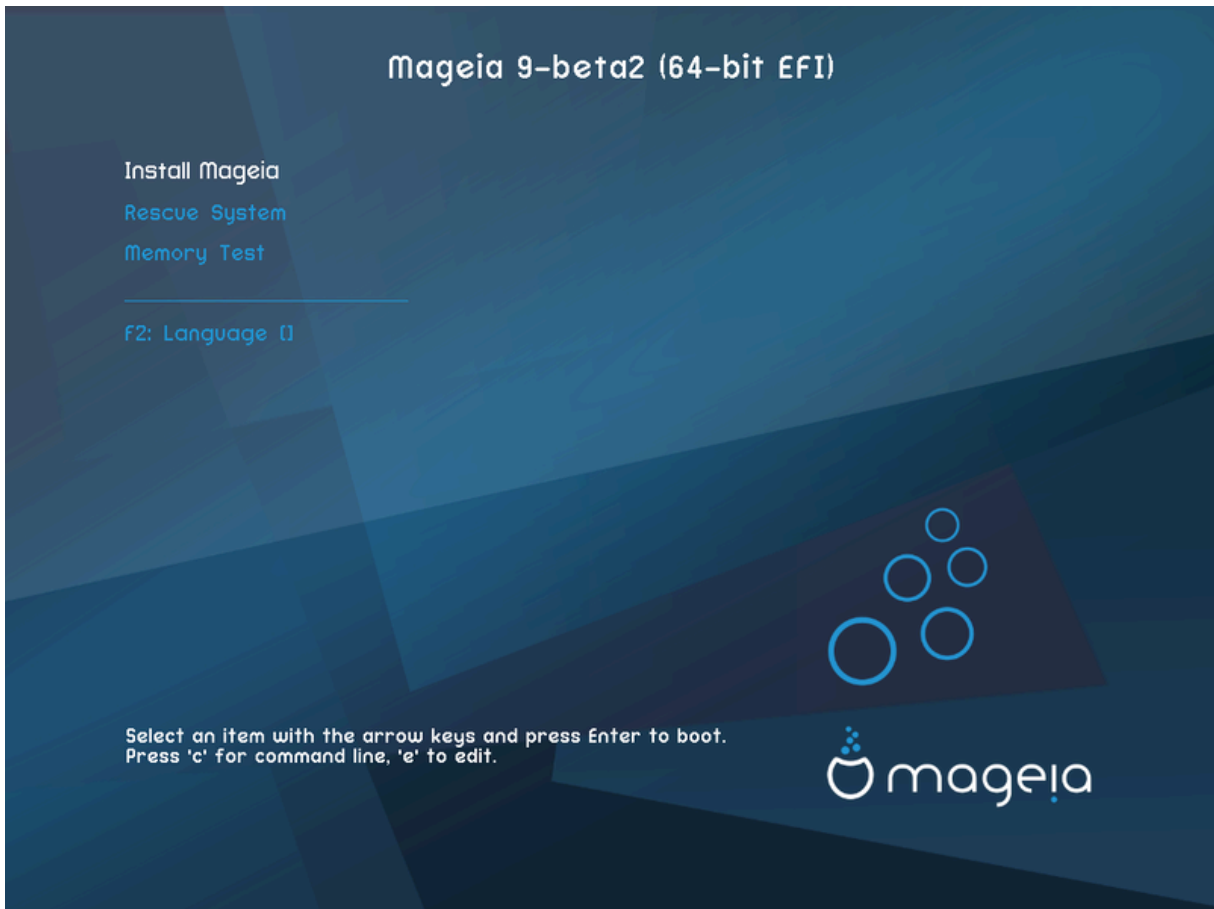 Mageia 9-beta2 (64-bit EFI)
Install Mageia
Rescue System
Memory Test
F2: Language []
Select an item with the arrow keys and press Enter to boot.
Press 'c' for command line, 'e' to edit.
mageia